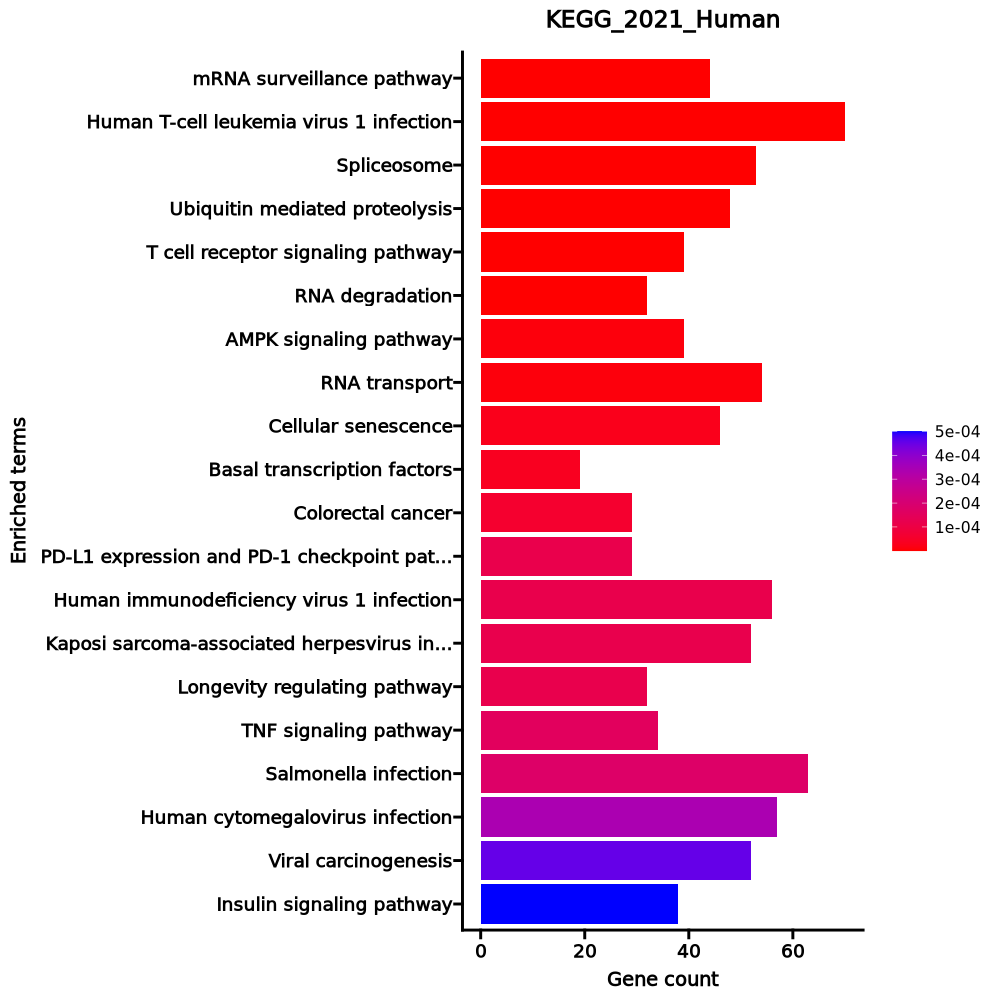 KEGG_2021_Human
mRNA surveillance pathway
Human T-cell leukemia virus 1 infection
Spliceosome
Ubiquitin mediated proteolysis
T cell receptor signaling pathway
RNA degradation
AMPK signaling pathway
RNA transport
Cellular senescence
Basal transcription factors
Colorectal cancer
PD-L1 expression and PD-1 checkpoint pat...
Human immunodeficiency virus 1 infection
Kaposi sarcoma-associated herpesvirus in...
Longevity regulating pathway
TNF signaling pathway
Salmonella infection
Human cytomegalovirus infection
Viral carcinogenesis
Insulin signaling pathway
Enriched terms
0 20 40 60
Gene count
5e-04
4e-04
3e-04
2e-04
1e-04